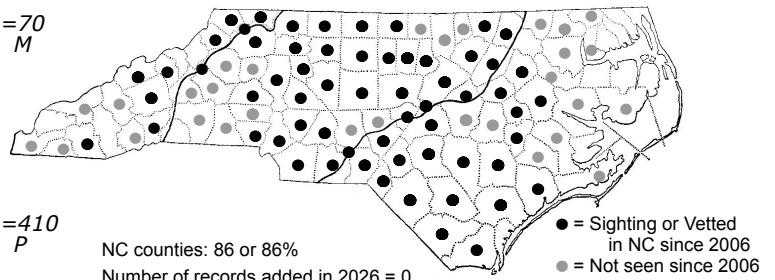 =70
M
=410
P
NC counties: 86 or 86%
Number of records added in 2026 = 0
● = Sighting or Vetted
in NC since 2006
● = Not seen since 2006